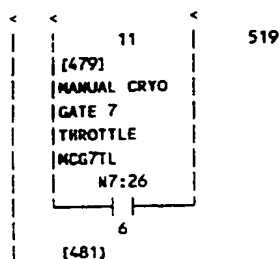 11 519
[479]
MANUAL CRYO
GATE 7
THROTTLE
MCG7TL
N7:26
6
[481]